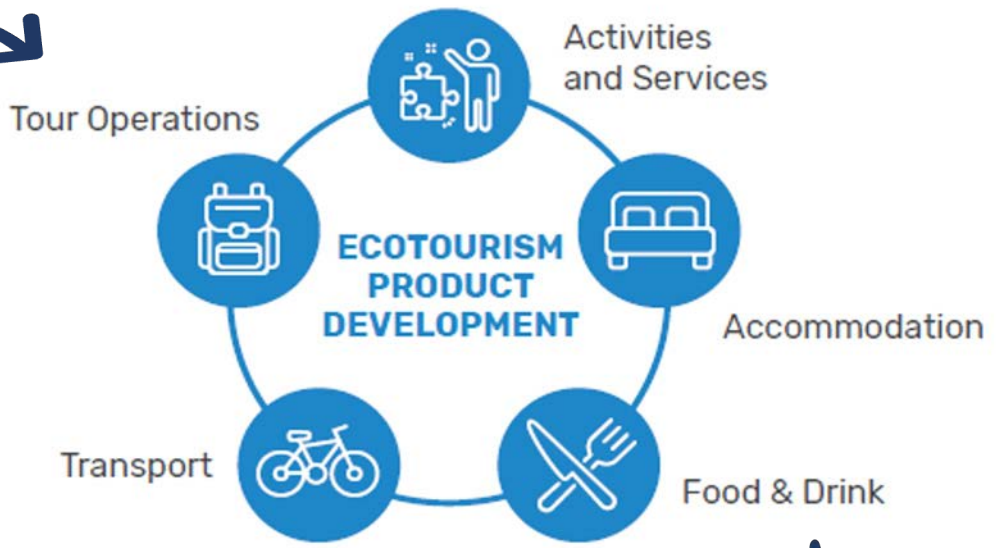 Activities
and Services
Tour Operations
ECOTOURISM
PRODUCT
DEVELOPMENT
Accommodation
Transport
Food & Drink